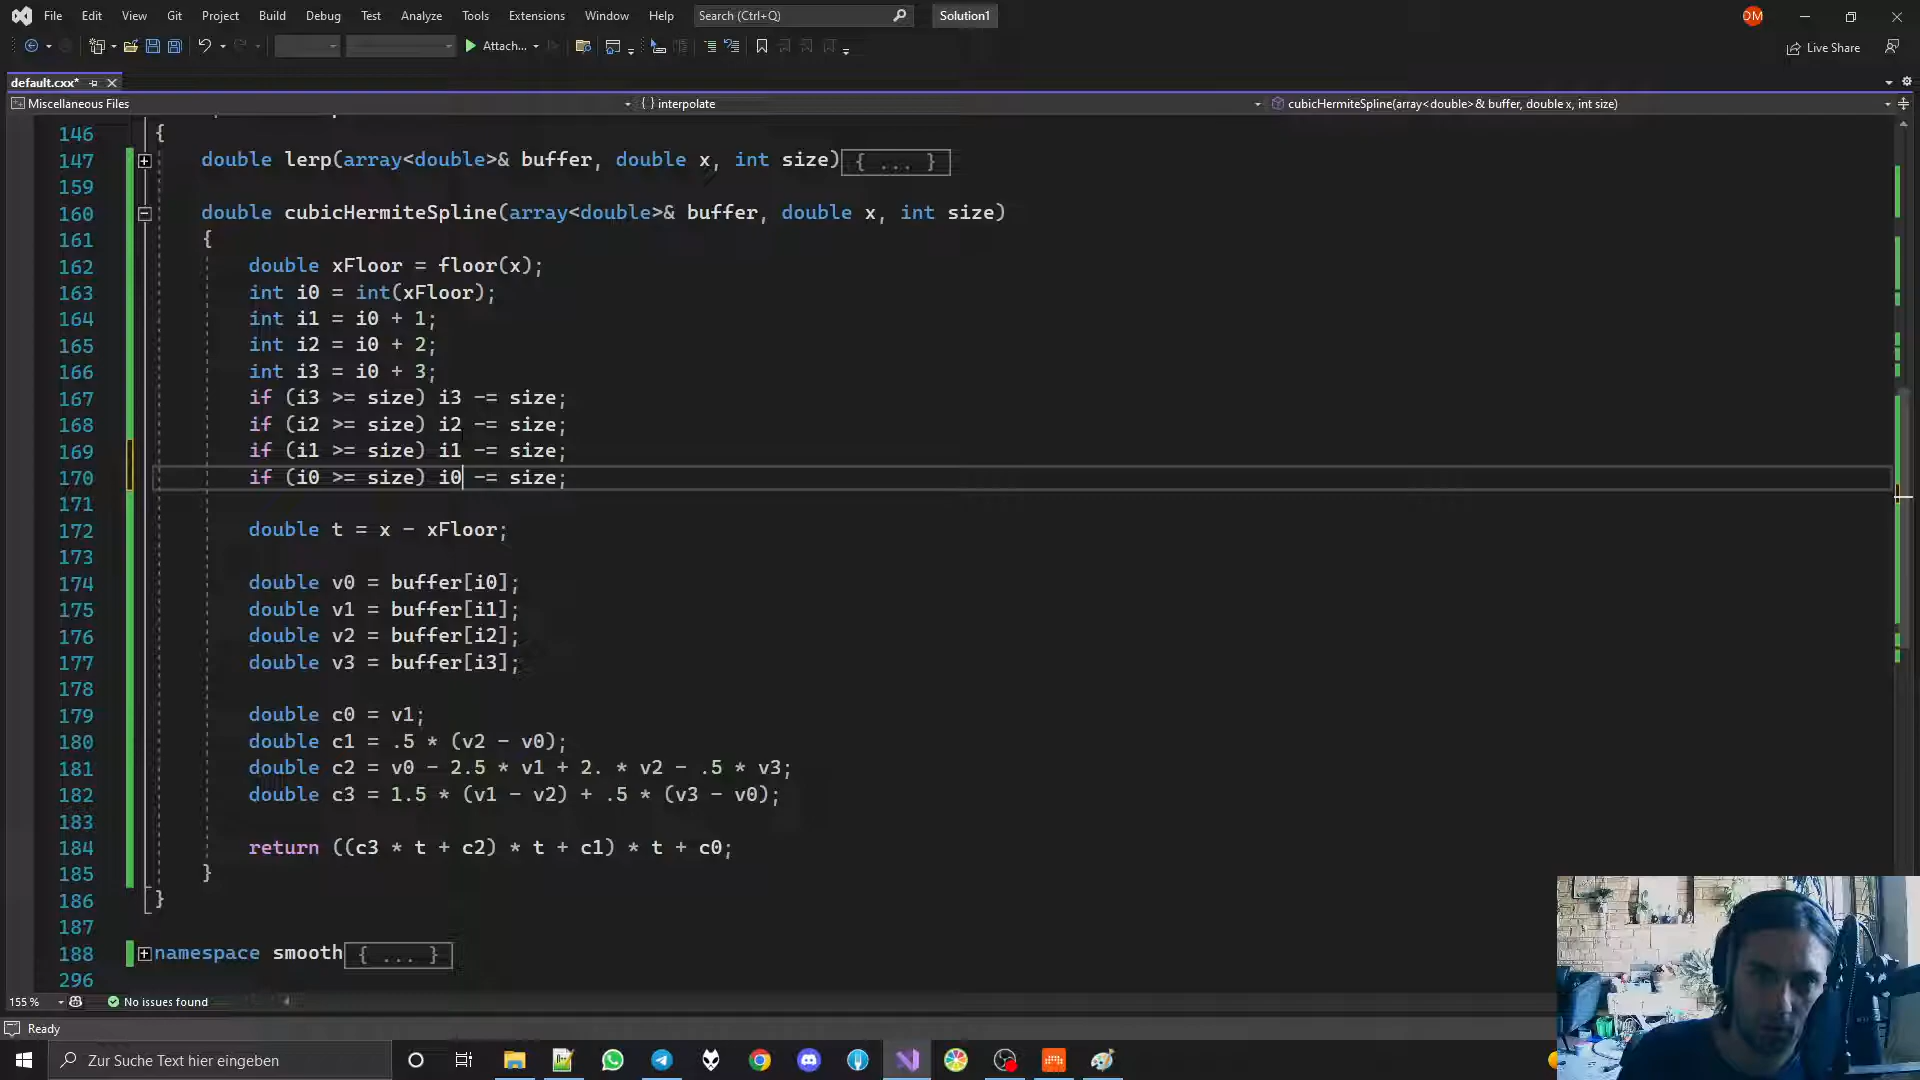 File Edit View Git Project Build Debug Test Analyze Tools Extensions Window Help Search (Ctrl+Q) Solution1 DM
Attach... Live Share
default.cxx*
Miscellaneous Files {} interpolate cubicHermiteSpline(array<double>& buffer, double x, int size)
146 {
147 double lerp(array<double>& buffer, double x, int size){ ... }
159
160 double cubicHermiteSpline(array<double>& buffer, double x, int size)
161 {
162 double xFloor = floor(x);
163 int i0 = int(xFloor);
164 int i1 = i0 + 1;
165 int i2 = i0 + 2;
166 int i3 = i0 + 3;
167 if (i3 >= size) i3 -= size;
168 if (i2 >= size) i2 -= size;
169 if (i1 >= size) i1 -= size;
170 if (i0 >= size) i0 -= size;
171
172 double t = x - xFloor;
173
174 double v0 = buffer[i0];
175 double v1 = buffer[i1];
176 double v2 = buffer[i2];
177 double v3 = buffer[i3];
178
179 double c0 = v1;
180 double c1 = .5 * (v2 - v0);
181 double c2 = v0 - 2.5 * v1 + 2. * v2 - .5 * v3;
182 double c3 = 1.5 * (v1 - v2) + .5 * (v3 - v0);
183
184 return ((c3 * t + c2) * t + c1) * t + c0;
185 }
186 }
187
188 namespace smooth{ ... }
296
155 % No issues found
Ready
Zur Suche Text hier eingeben